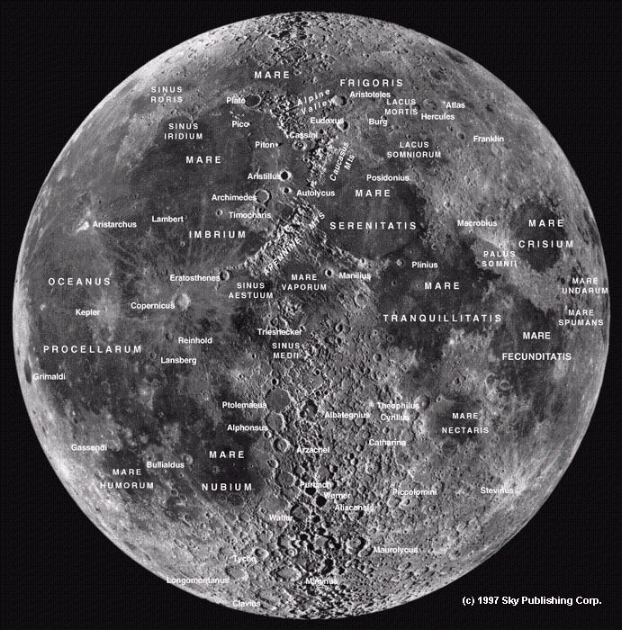 MARE
FRIGORIS
SINUS
RORIS
Plato
Alpine
Valley
Aristoteles
LACUS
MORTIS
Atlas
Hercules
Pico
Eudoxus
Burg
SINUS
IRIDIUM
Cassini
Franklin
Piton
Caucasus
Mts
LACUS
SOMNIORUM
MARE
Aristillus
Posidonius
Archimedes
Autolycus
MARE
Lambert
Timocharis
Aristarchus
IMBRIUM
APENNINE MTS
SERENITATIS
Macrobius
MARE
CRISIUM
PALUS
SOMNII
Plinius
OCEANUS
Eratosthenes
SINUS
AESTUUM
MARE
VAPORUM
Manilius
MARE
MARE
UNDARUM
Copernicus
Kepler
TRANQUILLITATIS
MARE
SPUMANS
Triesnecker
Reinhold
SINUS
MEDII
MARE
FECUNDITATIS
PROCELLARUM
Lansberg
Grimaldi
Ptolemaeus
Albategnius
Theophilus
Cyrillus
MARE
NECTARIS
Alphonsus
Gassendi
Arzachel
Catharina
MARE
NUBIUM
Bullialdus
MARE
HUMORUM
Purbach
Werner
Aliacensis
Piccolomini
Stevinus
Walter
Tycho
Maurolycus
Longomontanus
Clavius
(c) 1997 Sky Publishing Corp.